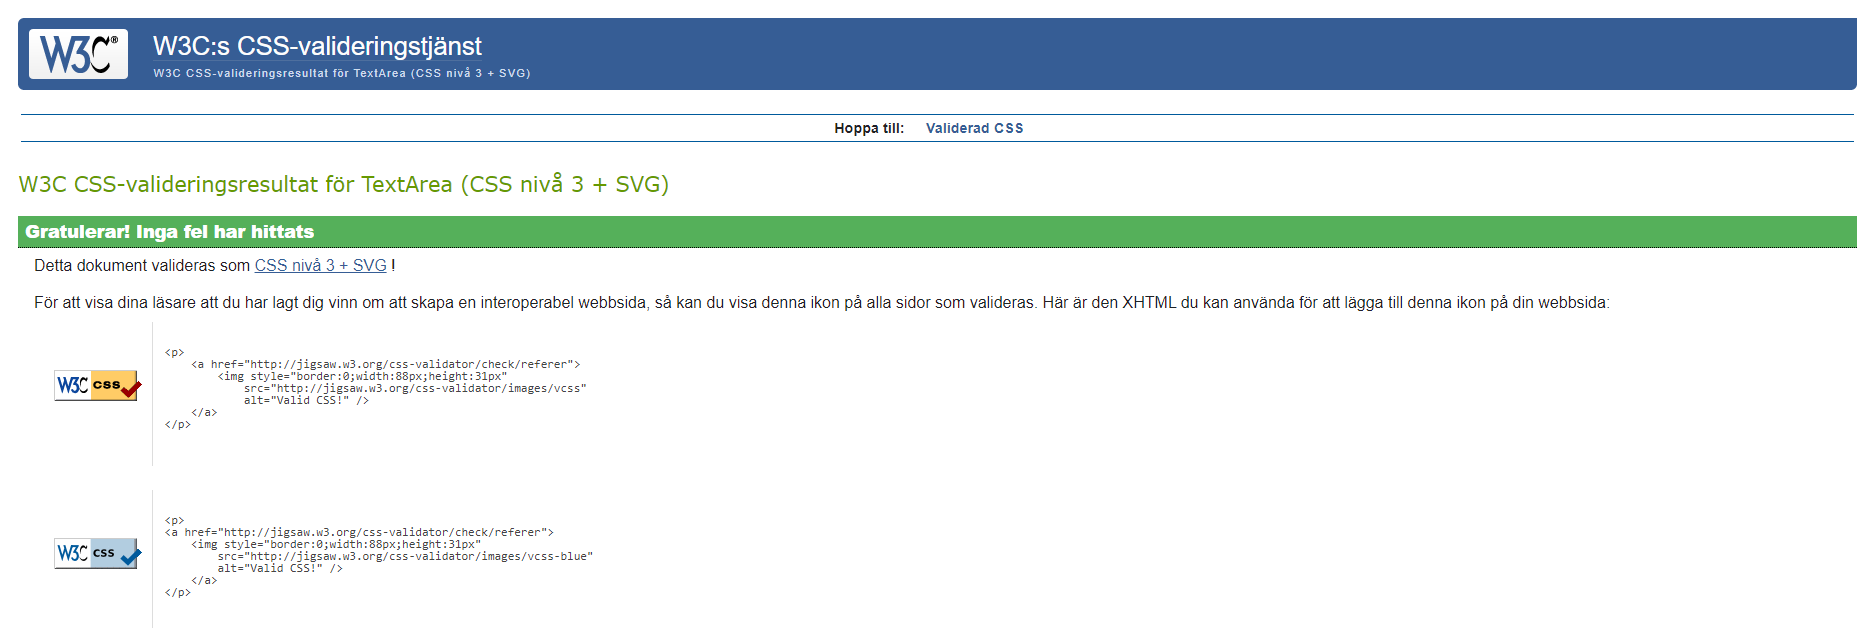 W3C®
W3C:s CSS-valideringstjänst
W3C CSS-valideringsresultat för TextArea (CSS nivå 3 + SVG)
Hoppa till: Validerad CSS
W3C CSS-valideringsresultat för TextArea (CSS nivå 3 + SVG)
Gratulerar! Inga fel har hittats
Detta dokument valideras som CSS nivå 3 + SVG !
För att visa dina läsare att du har lagt dig vinn om att skapa en interoperabel webbsida, så kan du visa denna ikon på alla sidor som valideras. Här är den XHTML du kan använda för att lägga till denna ikon på din webbsida:
W3C css
<p>
    <a href="http://jigsaw.w3.org/css-validator/check/referer">
        <img style="border:0;width:88px;height:31px"
            src="http://jigsaw.w3.org/css-validator/images/vcss"
            alt="Valid CSS!" />
    </a>
</p>
W3C css
<p>
<a href="http://jigsaw.w3.org/css-validator/check/referer">
    <img style="border:0;width:88px;height:31px"
        src="http://jigsaw.w3.org/css-validator/images/vcss-blue"
        alt="Valid CSS!" />
    </a>
</p>